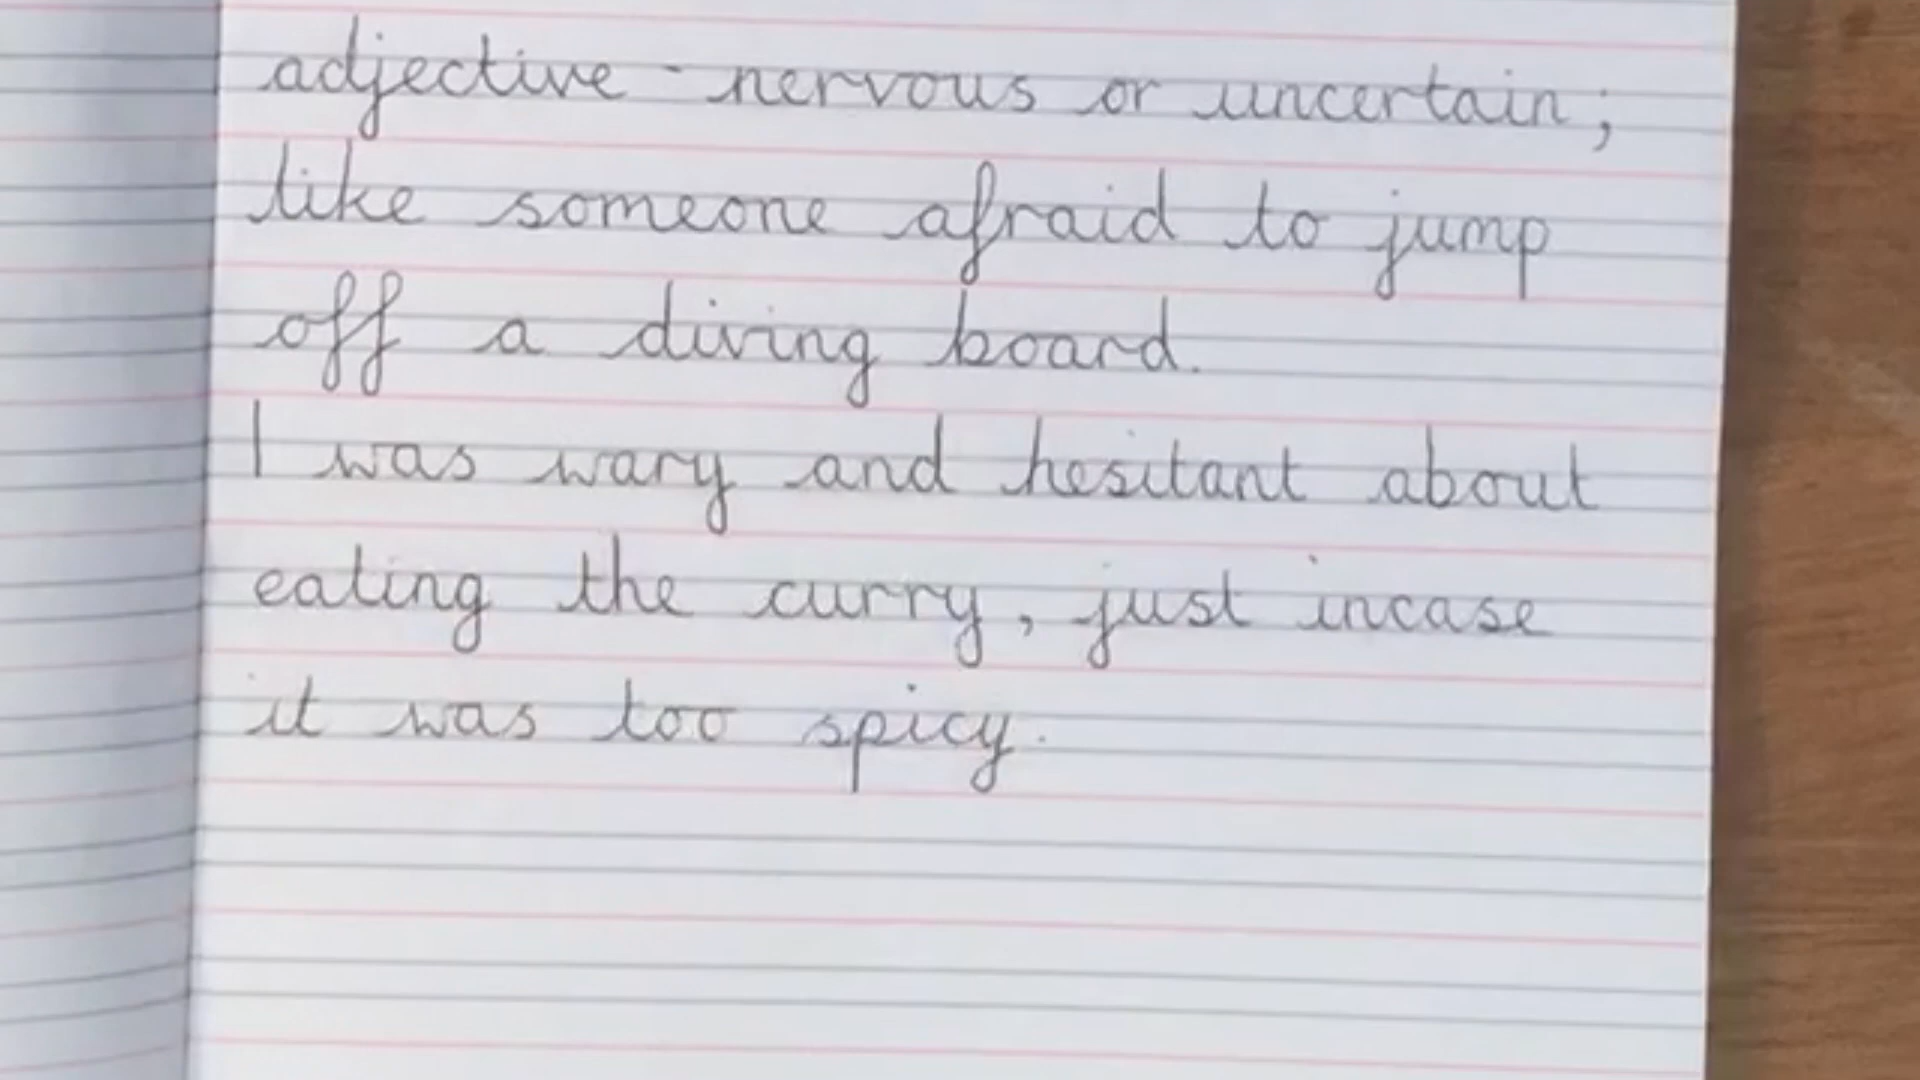 adjective - nervous or uncertain;
like someone afraid to jump
off a diving board.
I was wary and hesitant about
eating the curry, just incase
it was too spicy.